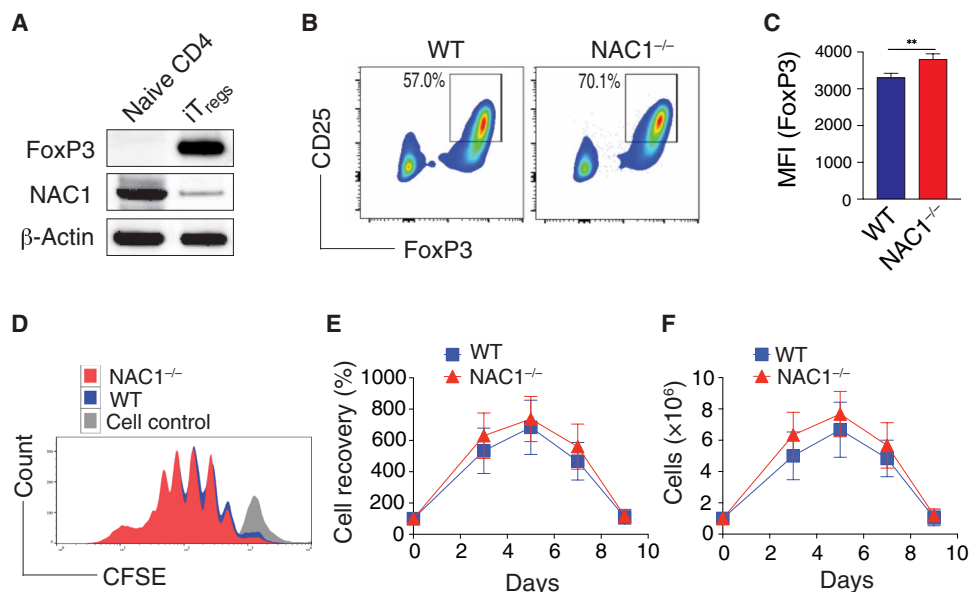 A
Naive CD4
iTregs
FoxP3
NAC1
β-Actin
B
WT
NAC1−/−
57.0%
70.1%
CD25
FoxP3
C
**
MFI (FoxP3)
4000
3000
2000
1000
0
WT
NAC1−/−
D
NAC1−/−
WT
Cell control
Count
CFSE
E
WT
NAC1−/−
Cell recovery (%)
1000
800
600
400
200
0
0 2 4 6 8 10
Days
F
WT
NAC1−/−
Cells (×10⁶)
10
8
6
4
2
0
0 2 4 6 8 10
Days